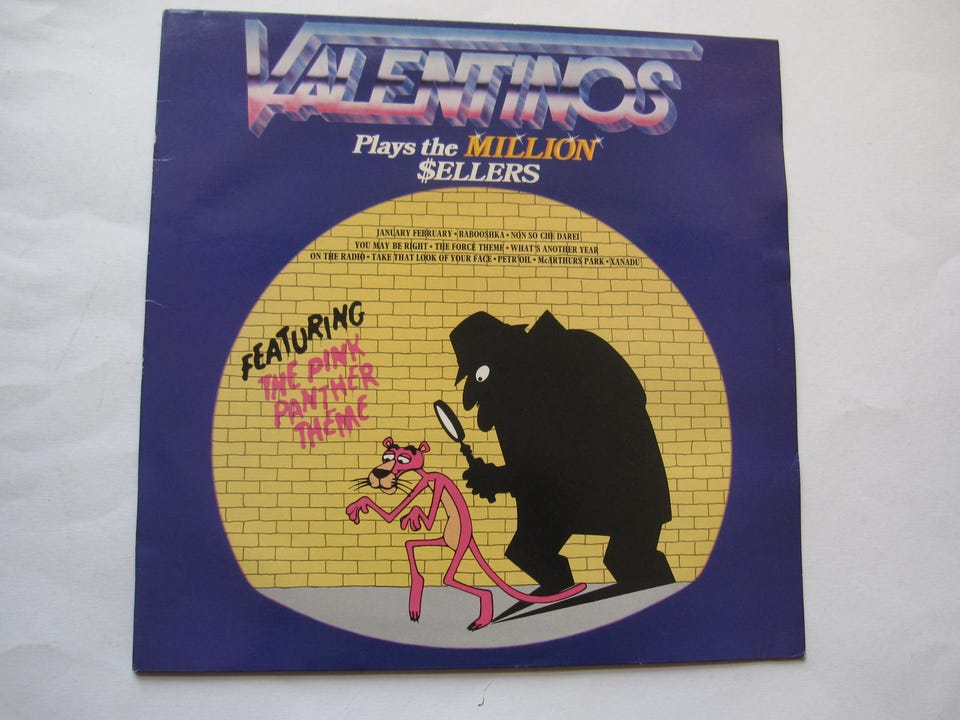 VALENTINOS
Plays the MILLION
$ELLERS
JANUARY FEBRUARY • BABOOSHKA • NON SO CHE DAREI
YOU MAY BE RIGHT • THE FORCE THEME • WHAT'S ANOTHER YEAR
ON THE RADIO • TAKE THAT LOOK OF YOUR FACE • PETR'OIL • McARTHURS PARK • XANADU
FEATURING
THE PINK
PANTHER
THEME